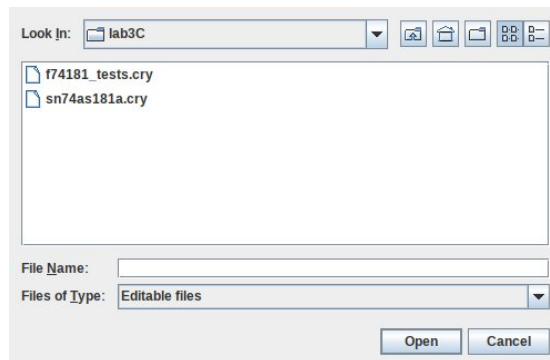 Look In: lab3C
f74181_tests.cry
sn74as181a.cry
File Name:
Files of Type: Editable files
Open Cancel